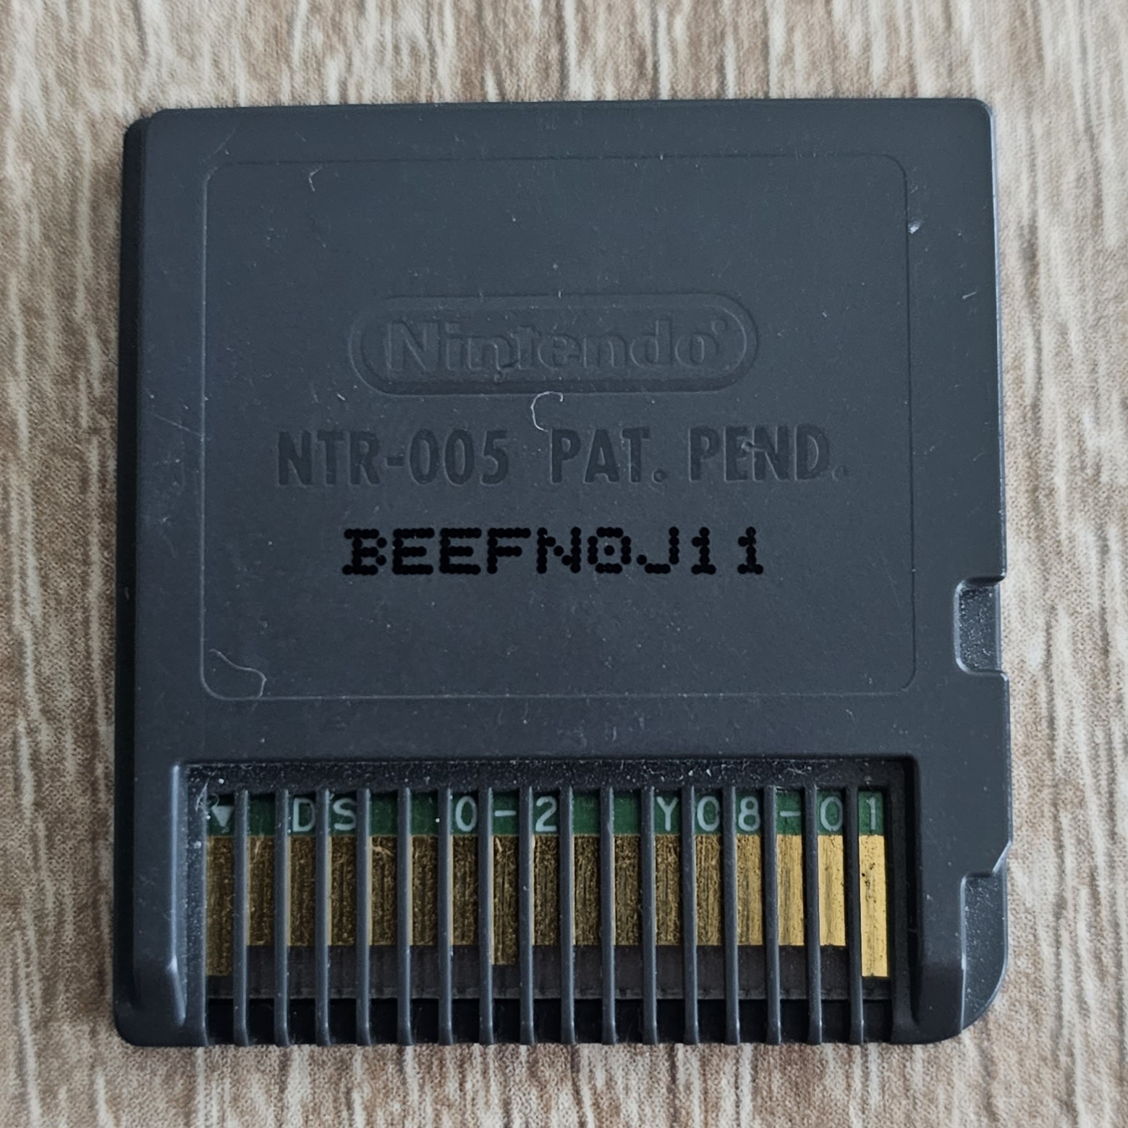 Nintendo®
NTR-005 PAT. PEND.
BEEFN0J11
▼ DS 0-2 Y08-01